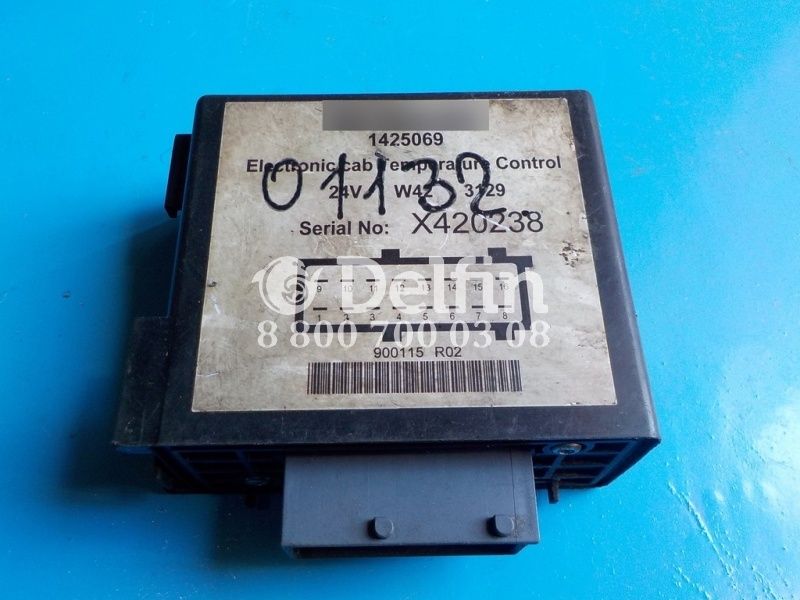 1425069
Electronic cab Temperature Control
24V W42 3129
01132.
Serial No: X420238
9 10 11 12 13 14 15 16
Delfin
1 2 3 4 5 6 7 8
8 800 700 03 08
900115 R02